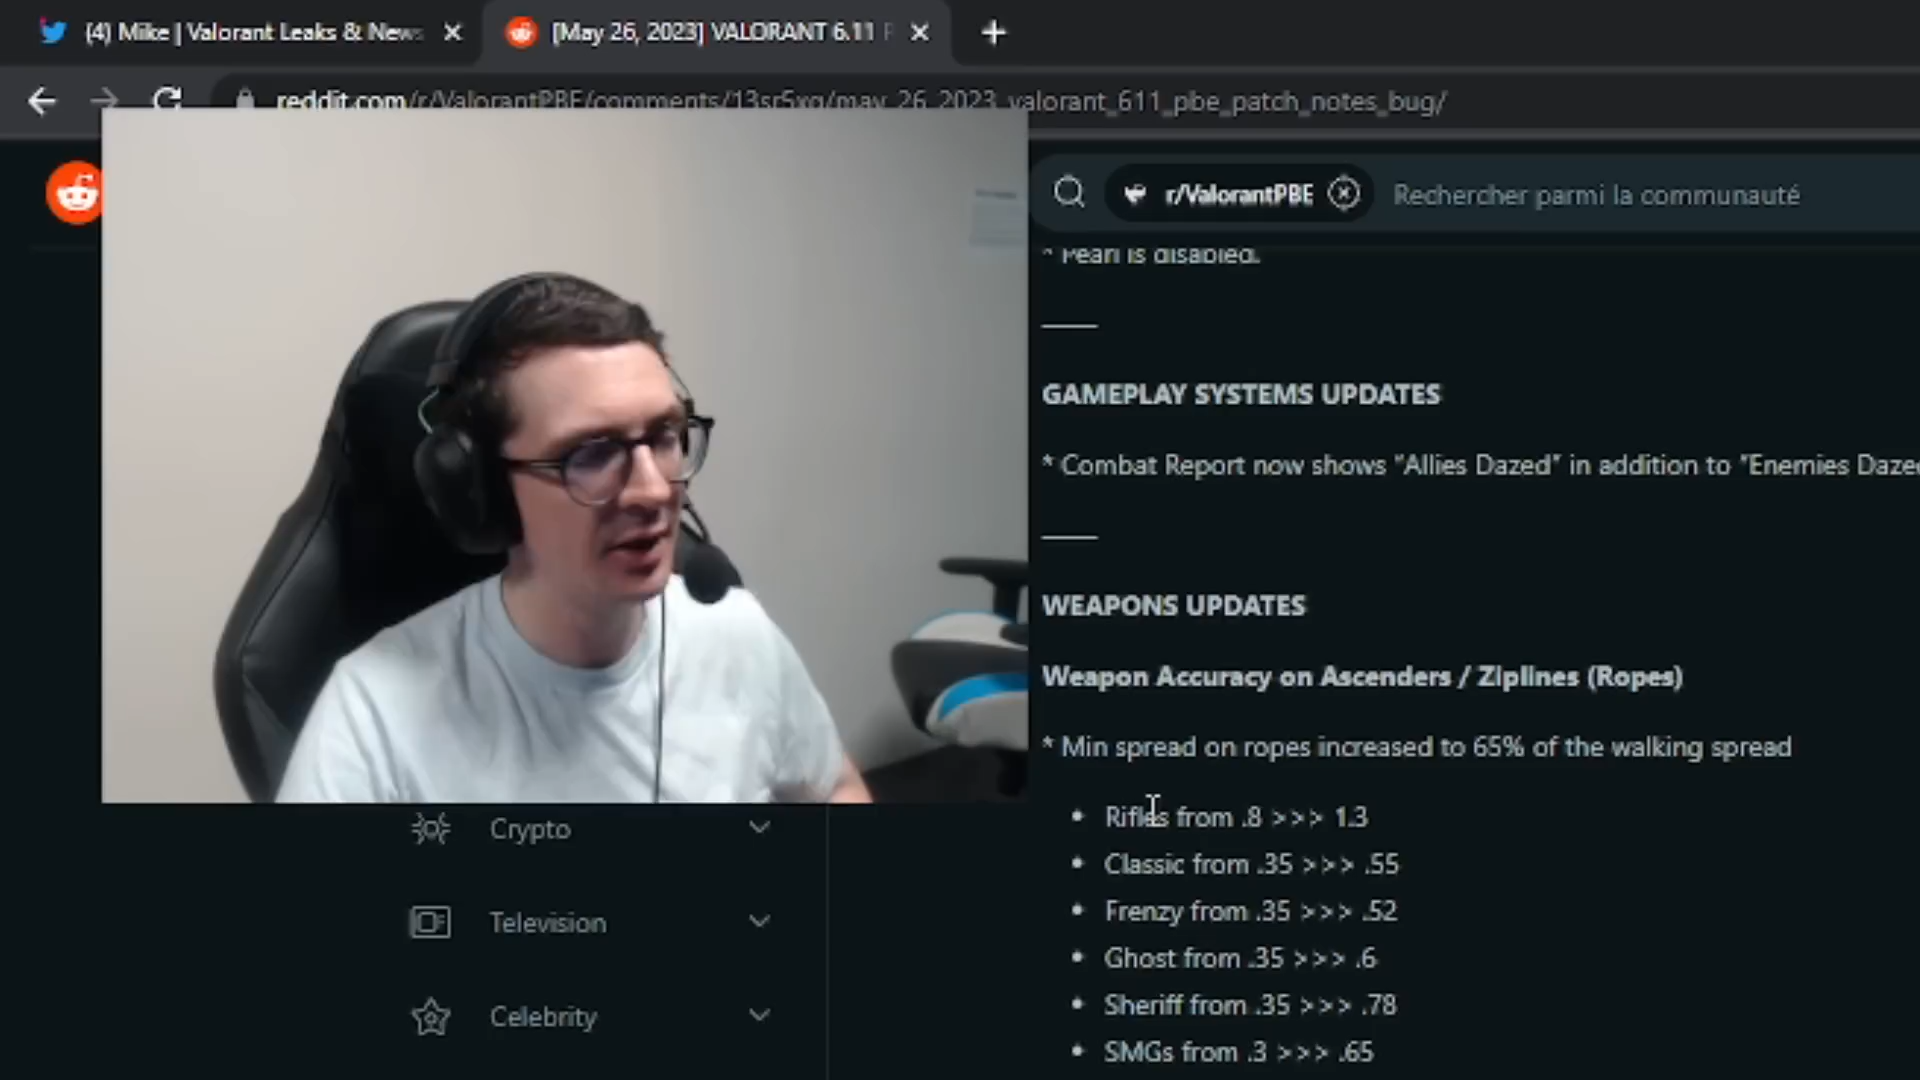 (4) Mike | Valorant Leaks & News
[May 26, 2023] VALORANT 6.11 P
reddit.com/r/ValorantPBE/comments/13sr5xq/may_26_2023_valorant_611_pbe_patch_notes_bug/
r/ValorantPBE
Rechercher parmi la communauté
* Pearl is disabled.
GAMEPLAY SYSTEMS UPDATES
* Combat Report now shows "Allies Dazed" in addition to "Enemies Dazed
WEAPONS UPDATES
Weapon Accuracy on Ascenders / Ziplines (Ropes)
* Min spread on ropes increased to 65% of the walking spread
• Rifles from .8 >>> 1.3
• Classic from .35 >>> .55
• Frenzy from .35 >>> .52
• Ghost from .35 >>> .6
• Sheriff from .35 >>> .78
• SMGs from .3 >>> .65
Crypto
Television
Celebrity